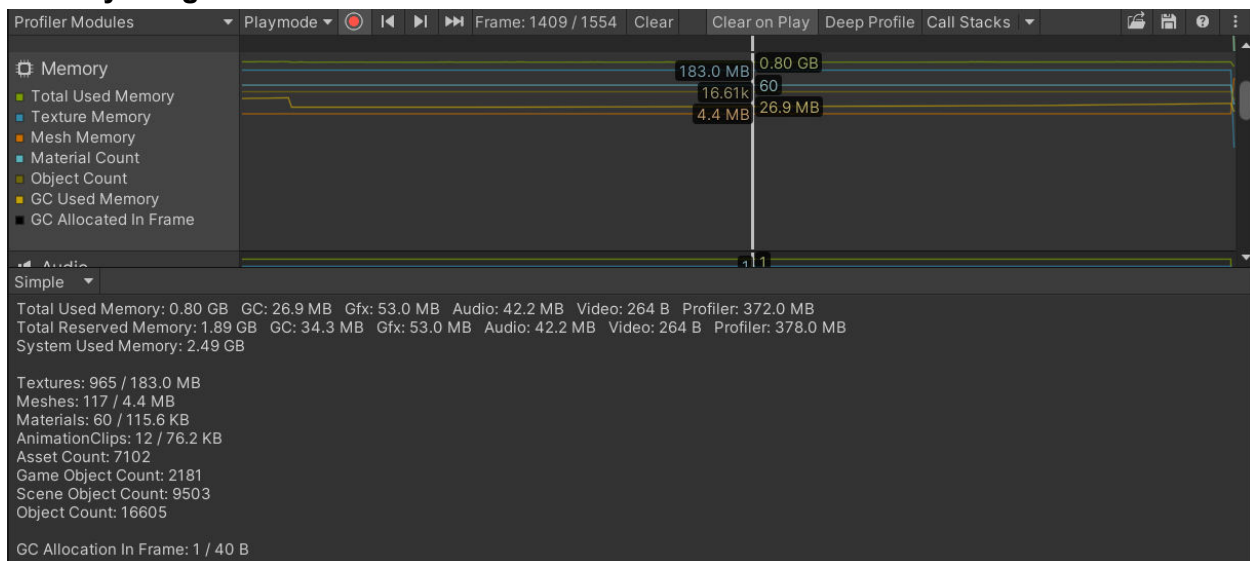 Profiler Modules Playmode Frame: 1409 / 1554 Clear Clear on Play Deep Profile Call Stacks
Memory
Total Used Memory
Texture Memory
Mesh Memory
Material Count
Object Count
GC Used Memory
GC Allocated In Frame
183.0 MB 0.80 GB
16.61k 60
4.4 MB 26.9 MB
Audio
1 1
Simple
Total Used Memory: 0.80 GB GC: 26.9 MB Gfx: 53.0 MB Audio: 42.2 MB Video: 264 B Profiler: 372.0 MB
Total Reserved Memory: 1.89 GB GC: 34.3 MB Gfx: 53.0 MB Audio: 42.2 MB Video: 264 B Profiler: 378.0 MB
System Used Memory: 2.49 GB
Textures: 965 / 183.0 MB
Meshes: 117 / 4.4 MB
Materials: 60 / 115.6 KB
AnimationClips: 12 / 76.2 KB
Asset Count: 7102
Game Object Count: 2181
Scene Object Count: 9503
Object Count: 16605
GC Allocation In Frame: 1 / 40 B